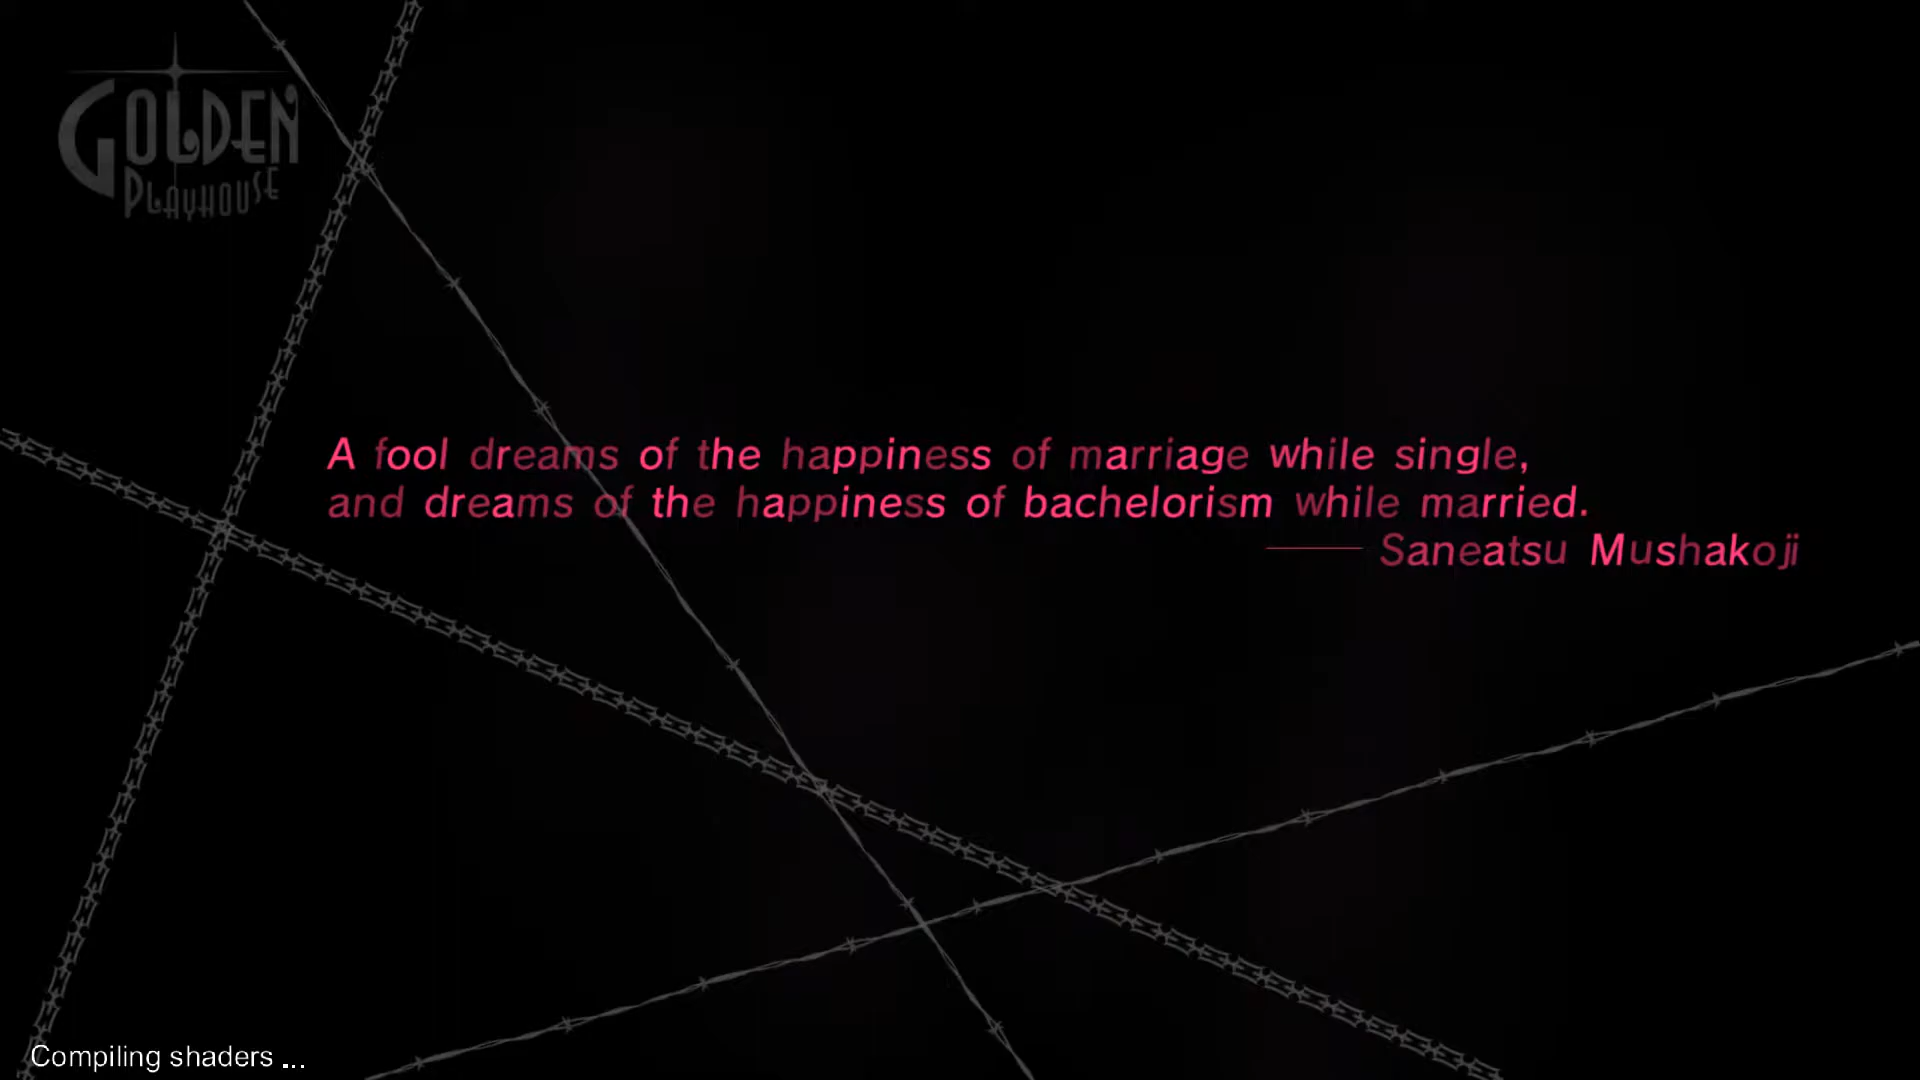 GOLDEN
PLAYHOUSE
A fool dreams of the happiness of marriage while single,
and dreams of the happiness of bachelorism while married.
Saneatsu Mushakoji
Compiling shaders ...